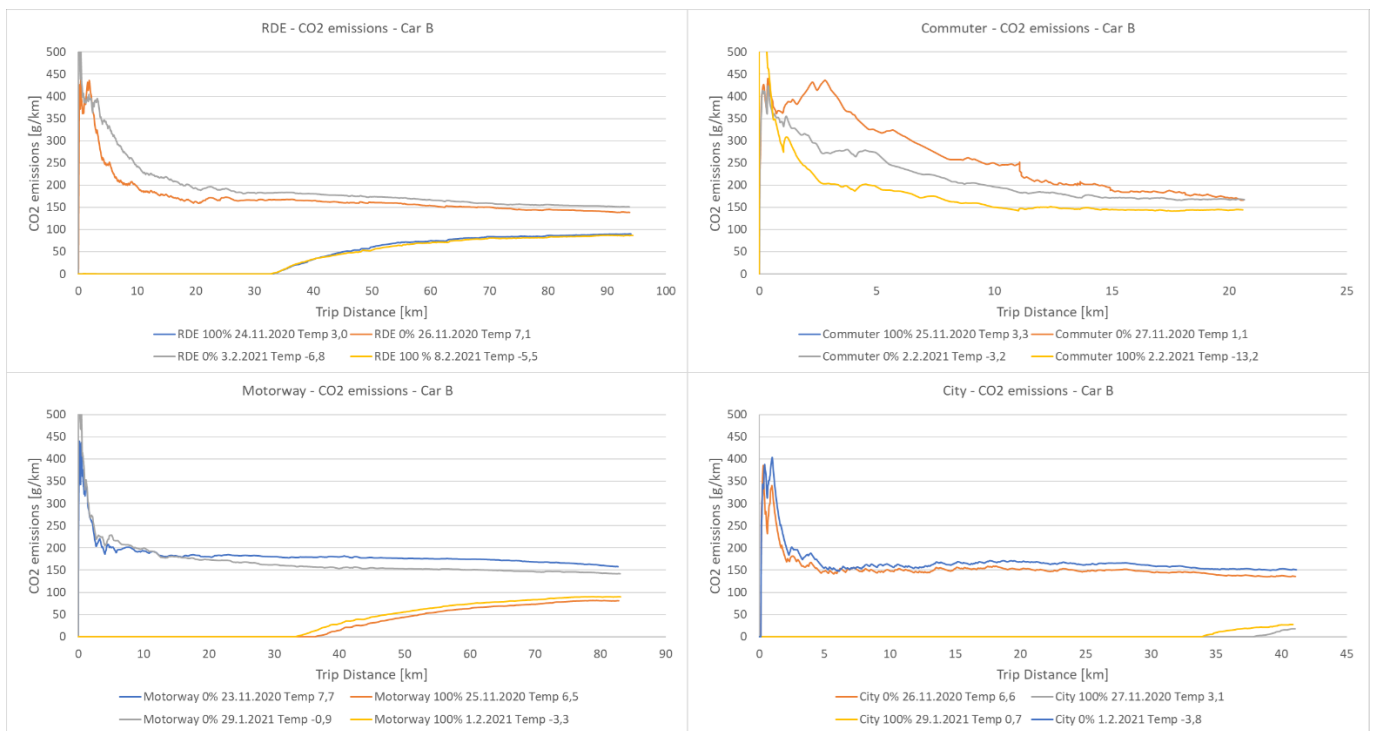 RDE - CO2 emissions - Car B
CO2 emissions [g/km]
500
450
400
350
300
250
200
150
100
50
0
0 10 20 30 40 50 60 70 80 90 100
Trip Distance [km]
RDE 100% 24.11.2020 Temp 3,0 RDE 0% 26.11.2020 Temp 7,1
RDE 0% 3.2.2021 Temp -6,8 RDE 100 % 8.2.2021 Temp -5,5
Commuter - CO2 emissions - Car B
CO2 emissions [g/km]
500
450
400
350
300
250
200
150
100
50
0
0 5 10 15 20 25
Trip Distance [km]
Commuter 100% 25.11.2020 Temp 3,3 Commuter 0% 27.11.2020 Temp 1,1
Commuter 0% 2.2.2021 Temp -3,2 Commuter 100% 2.2.2021 Temp -13,2
Motorway - CO2 emissions - Car B
CO2 emissions [g/km]
500
450
400
350
300
250
200
150
100
50
0
0 10 20 30 40 50 60 70 80 90
Trip Distance [km]
Motorway 0% 23.11.2020 Temp 7,7 Motorway 100% 25.11.2020 Temp 6,5
Motorway 0% 29.1.2021 Temp -0,9 Motorway 100% 1.2.2021 Temp -3,3
City - CO2 emissions - Car B
CO2 emissions [g/km]
500
450
400
350
300
250
200
150
100
50
0
0 5 10 15 20 25 30 35 40 45
Trip Distance [km]
City 0% 26.11.2020 Temp 6,6 City 100% 27.11.2020 Temp 3,1
City 100% 29.1.2021 Temp 0,7 City 0% 1.2.2021 Temp -3,8